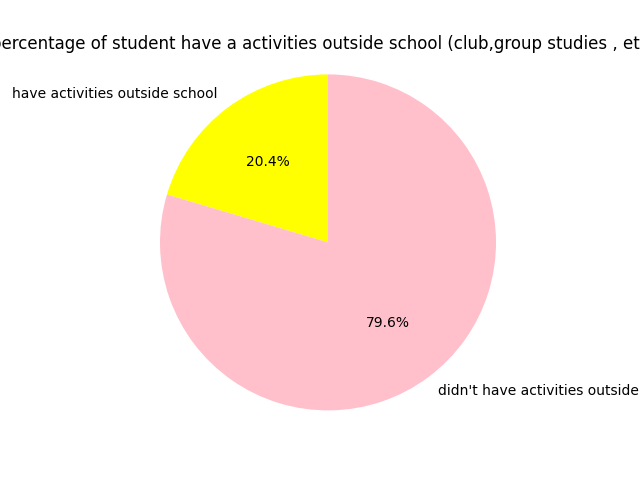 percentage of student have a activities outside school (club,group studies , et
have activities outside school
20.4%
79.6%
didn't have activities outside